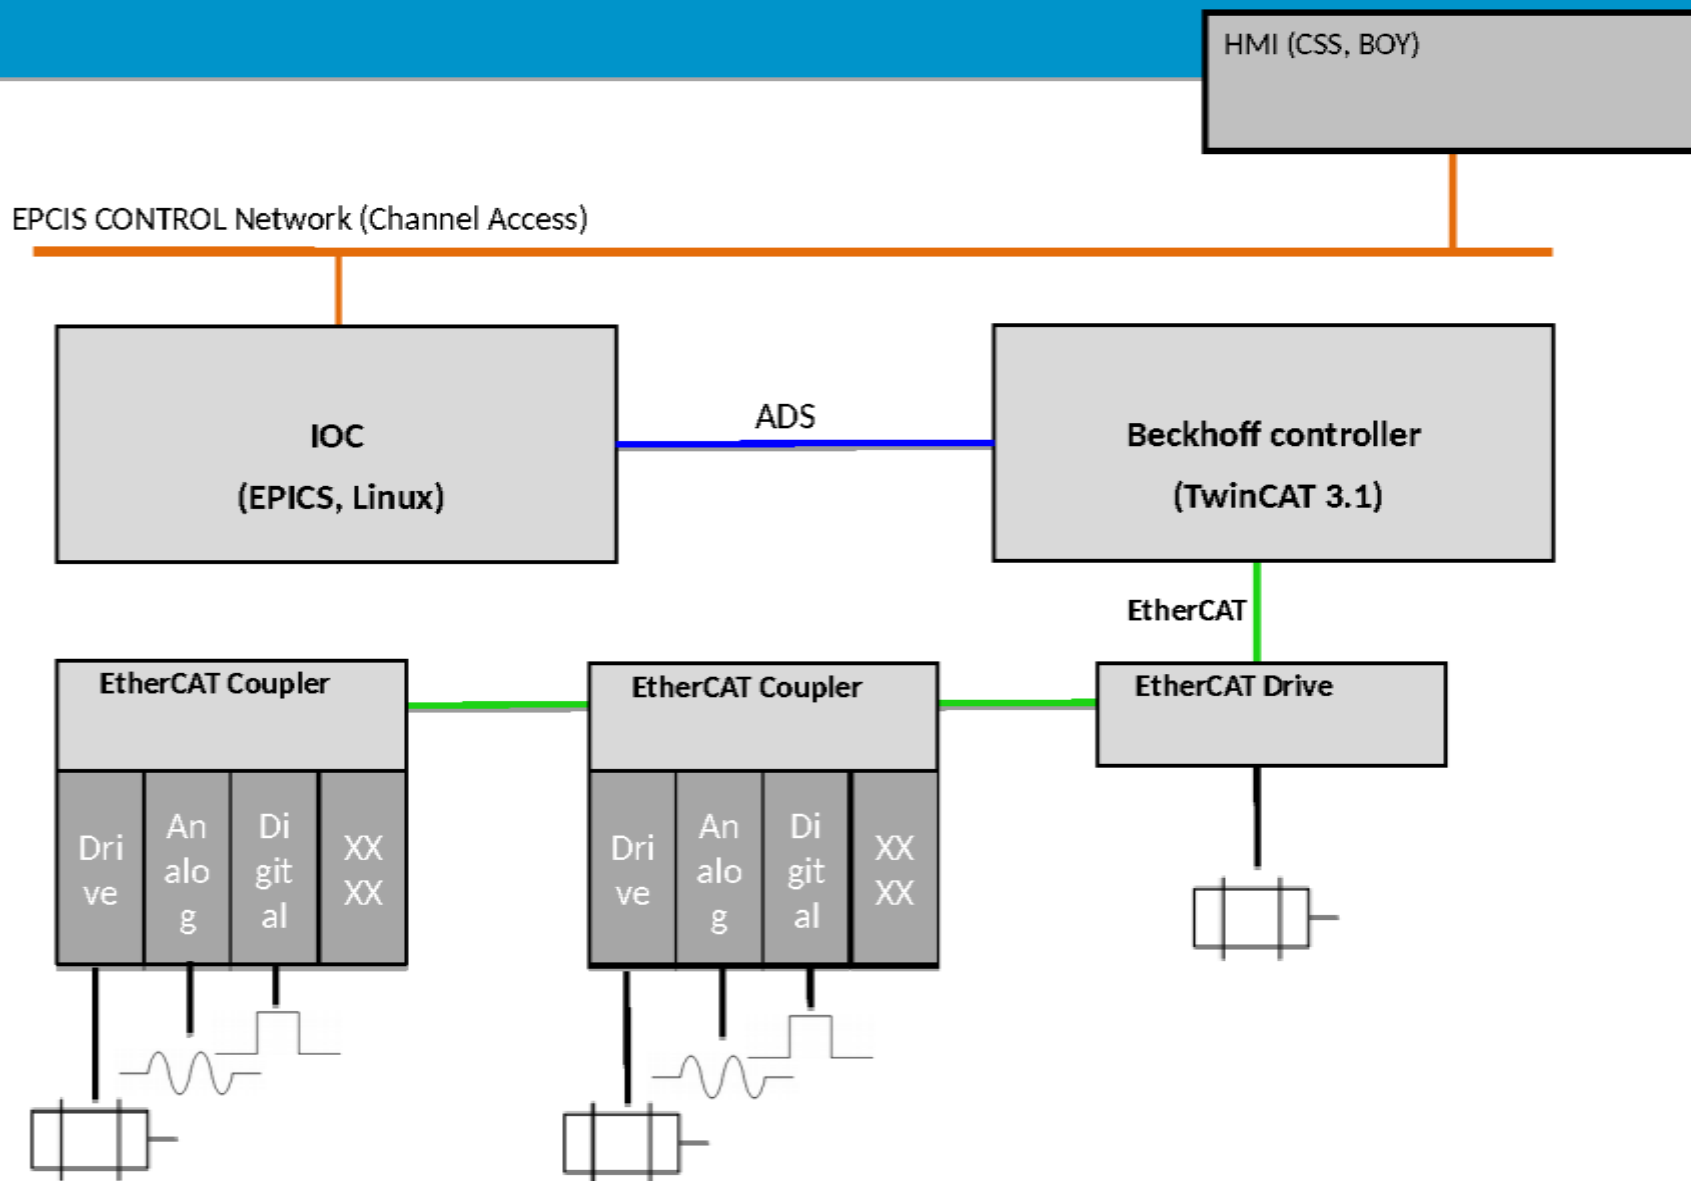 HMI (CSS, BOY)
EPCIS CONTROL Network (Channel Access)
IOC
(EPICS, Linux)
ADS
Beckhoff controller
(TwinCAT 3.1)
EtherCAT
EtherCAT Coupler
Dri
ve
An
alo
g
Di
git
al
XX
XX
EtherCAT Coupler
Dri
ve
An
alo
g
Di
git
al
XX
XX
EtherCAT Drive